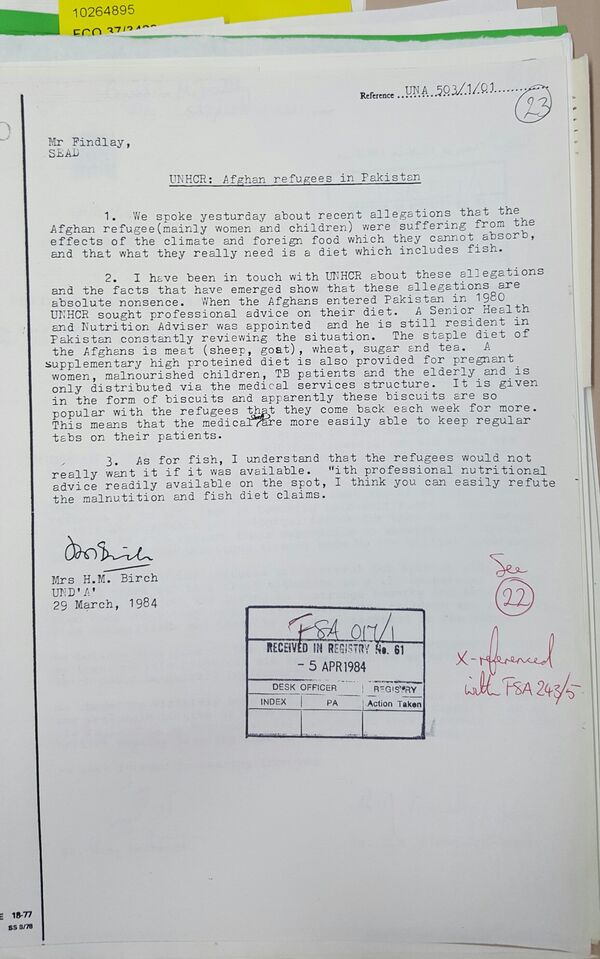 10264895
Reference UNA 503/1/01
23
Mr Findlay,
SEAD
UNHCR: Afghan refugees in Pakistan
1. We spoke yesturday about recent allegations that the
Afghan refugee(mainly women and children) were suffering from the
effects of the climate and foreign food which they cannot absorb,
and that what they really need is a diet which includes fish.
2. I have been in touch with UNHCR about these allegations
and the facts that have emerged show that these allegations are
absolute nonsence. When the Afghans entered Pakistan in 1980
UNHCR sought professional advice on their diet. A Senior Health
and Nutrition Adviser was appointed and he is still resident in
Pakistan constantly reviewing the situation. The staple diet of
the Afghans is meat (sheep, goat), wheat, sugar and tea. A
supplementary high proteined diet is also provided for pregnant
women, malnourished children, TB patients and the elderly and is
only distributed via the medical services structure. It is given
in the form of biscuits and apparently these biscuits are so
popular with the refugees that they come back each week for more.
This means that the medical are more easily able to keep regular
tabs on their patients.
3. As for fish, I understand that the refugees would not
really want it if it was available. "ith professional nutritional
advice readily available on the spot, I think you can easily refute
the malnutition and fish diet claims.
Mrs H.M. Birch
UND'A'
29 March, 1984
See
22
X-referenced
with FSA 243/5
FSA 017/1
RECEIVED IN REGISTRY No. 61
- 5 APR 1984
DESK OFFICER REGISTRY
INDEX PA Action Taken
18-77